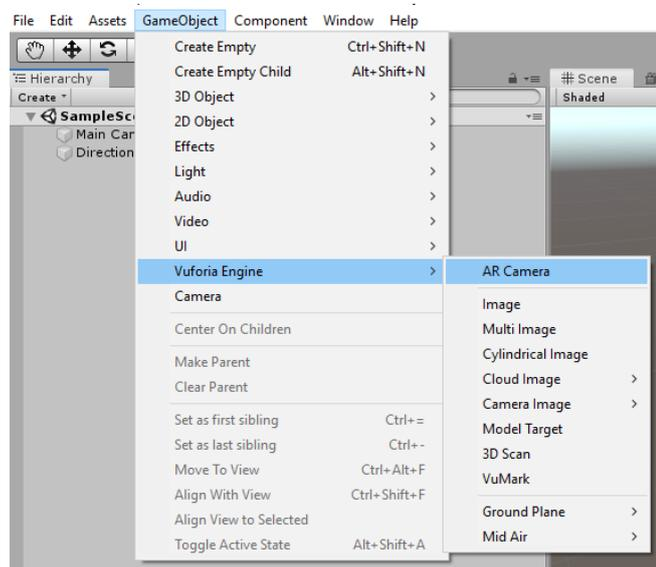 File Edit Assets GameObject Component Window Help
Hierarchy
Create
SampleSc
Main Car
Direction
Create Empty Ctrl+Shift+N
Create Empty Child Alt+Shift+N
3D Object >
2D Object >
Effects >
Light >
Audio >
Video >
UI >
Vuforia Engine >
Camera
Center On Children
Make Parent
Clear Parent
Set as first sibling Ctrl+=
Set as last sibling Ctrl+-
Move To View Ctrl+Alt+F
Align With View Ctrl+Shift+F
Align View to Selected
Toggle Active State Alt+Shift+A
AR Camera
Image
Multi Image
Cylindrical Image
Cloud Image >
Camera Image >
Model Target
3D Scan
VuMark
Ground Plane >
Mid Air >
# Scene
Shaded